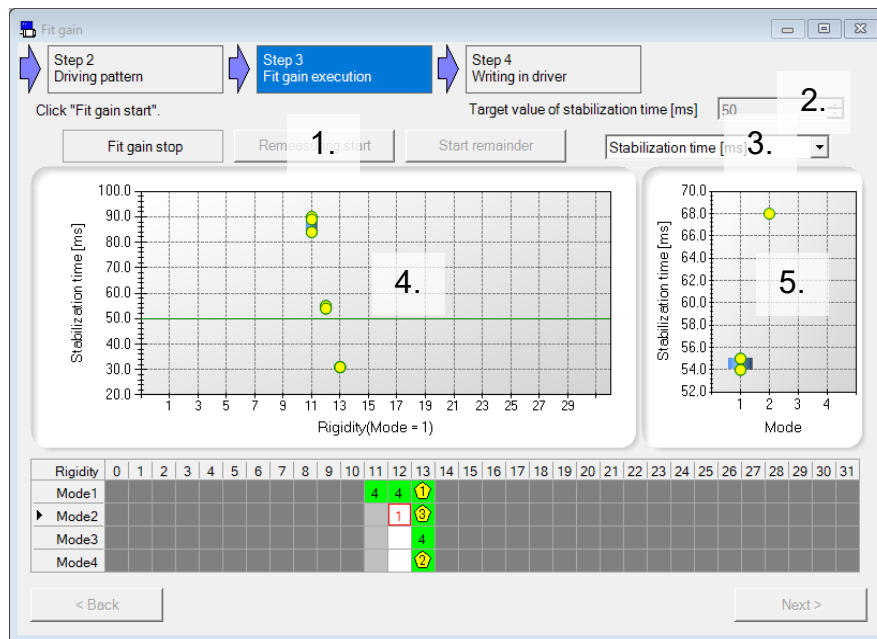 Fit gain
Step 2
Driving pattern
Step 3
Fit gain execution
Step 4
Writing in driver
Click "Fit gain start".
Target value of stabilization time [ms]
50
2.
Fit gain stop
Remeasuring start
1.
Start remainder
Stabilization time [ms]
3.
Stabilization time [ms]
100.0
90.0
80.0
70.0
60.0
50.0
40.0
30.0
20.0
4.
1 3 5 7 9 11 13 15 17 19 21 23 25 27 29
Rigidity(Mode = 1)
Stabilization time [ms]
70.0
68.0
66.0
64.0
62.0
60.0
58.0
56.0
54.0
52.0
5.
1 2 3 4
Mode
Rigidity 0 1 2 3 4 5 6 7 8 9 10 11 12 13 14 15 16 17 18 19 20 21 22 23 24 25 26 27 28 29 30 31
Mode1 4 4 1
Mode2 1 3
Mode3 4
Mode4 2
< Back
Next >